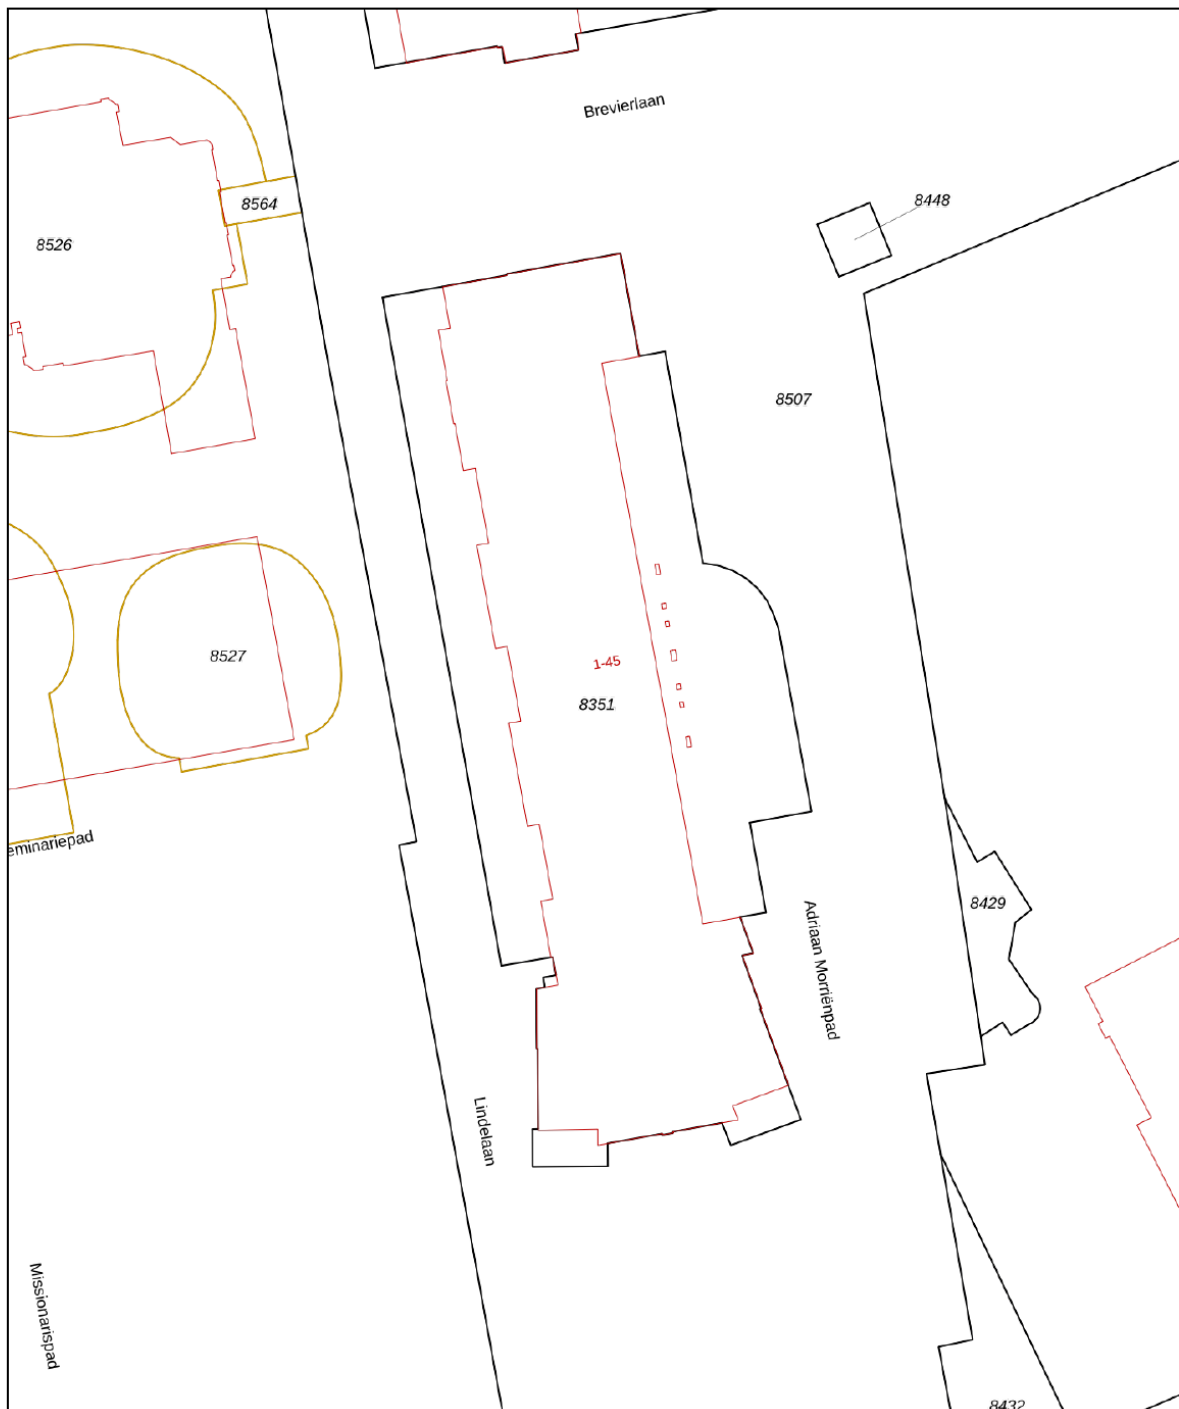 Brevierlaan
8448
8564
8526
8507
8527
1-45
8351
eminariepad
8429
Adriaan Morriënpad
Lindelaan
Missionarispad
8432